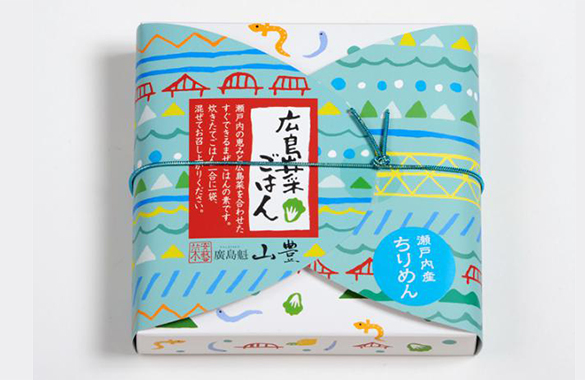 広島菜
ごはん
瀬戸内の恵みと広島菜を合わせた
すぐできるまぜごはんの素です。
炊きたてごはん一合に一袋、
混ぜてお召し上がりください。
廣島魁
山豊
瀬戸内産
ちりめん